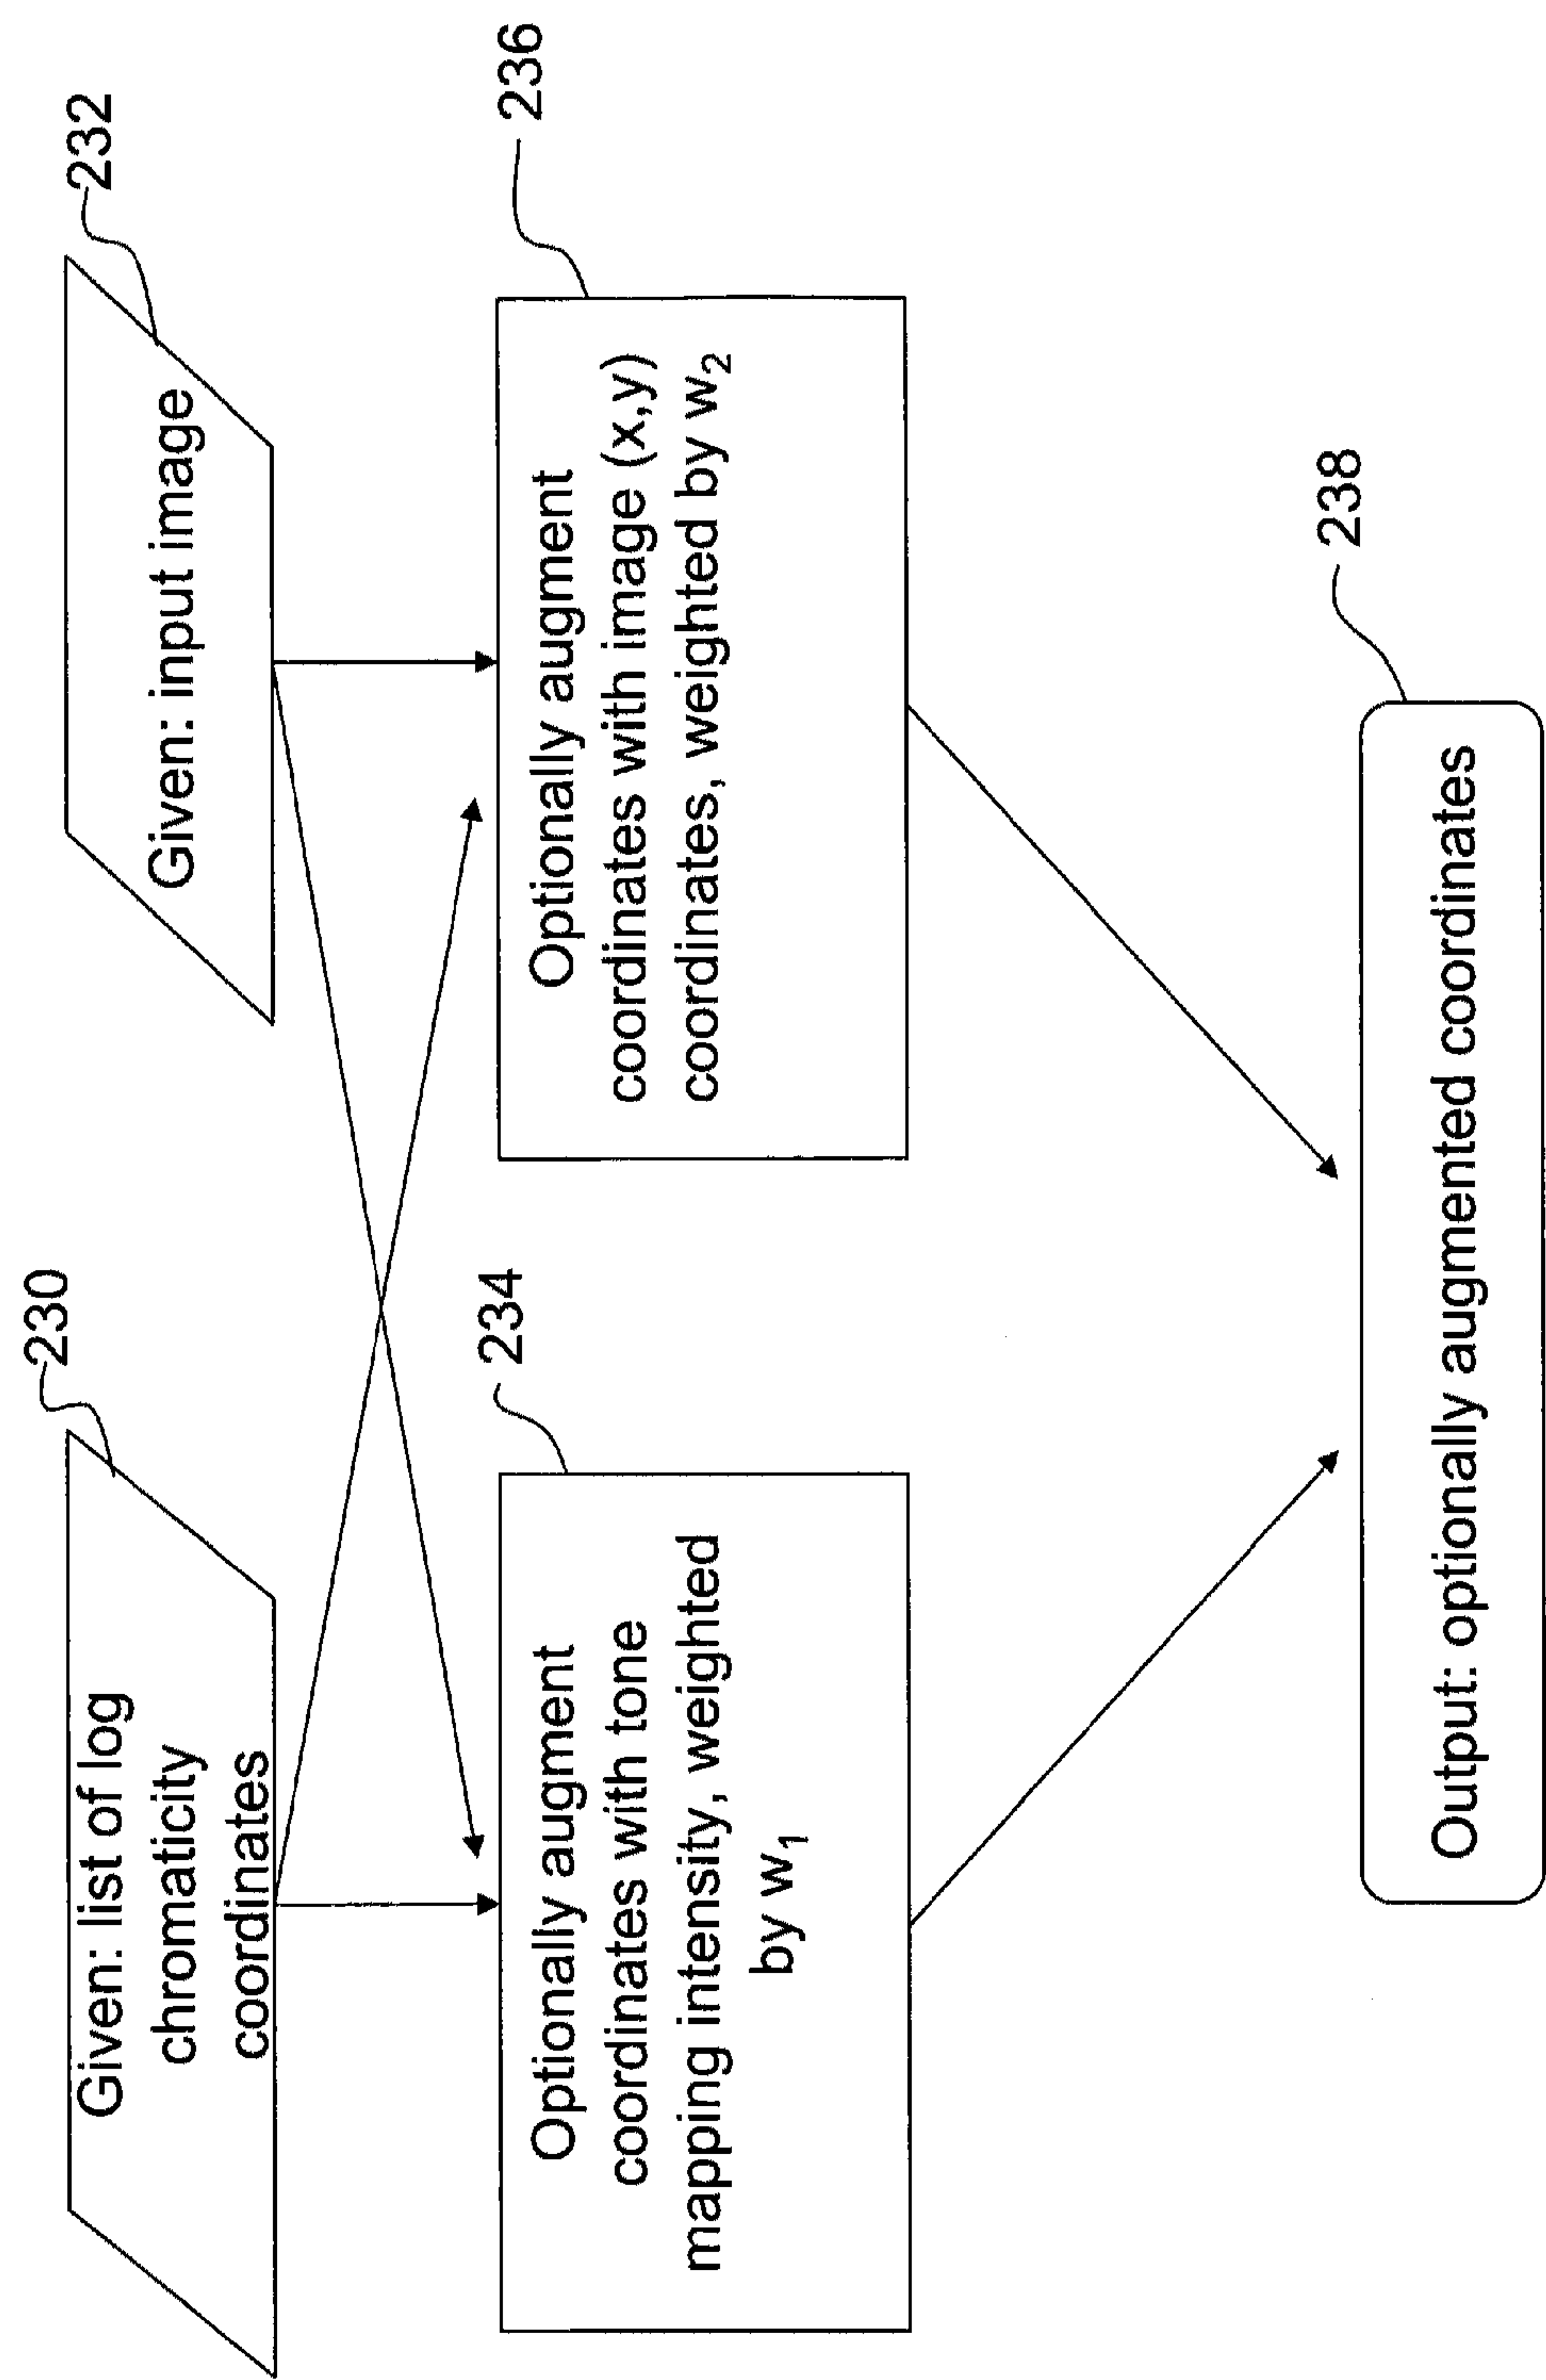 230
Given: list of log
chromaticity
coordinates
232
Given: input image
234
Optionally augment
coordinates with tone
mapping intensity, weighted
by w₁
236
Optionally augment
coordinates with image (x,y)
coordinates, weighted by w₂
238
Output: optionally augmented coordinates